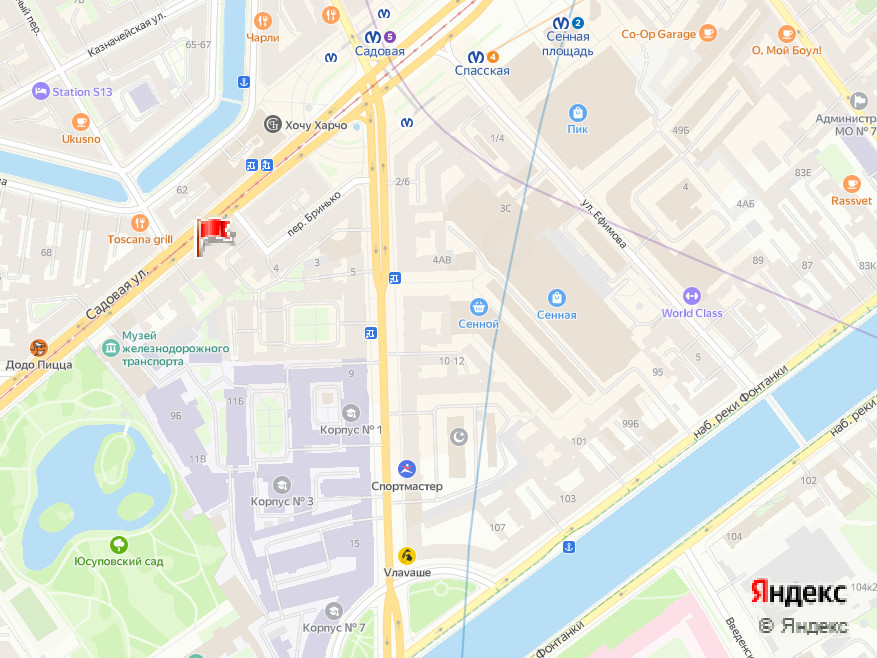 пер.
Казначейская ул.
Чарли
65-67
5
Садовая
2
Сенная
площадь
4
Спасская
Co-Op Garage
О, Мой Боул!
Station S13
Ukusno
Хочу Харчо
Пик
1/4
49Б
Админист
МО № 7
62
2/6
пер. Бринько
3С
ул. Ефимова
4
4АБ
83Е
Rassvet
Toscana grill
68
4
3
5
4АВ
89
87
83К
Садовая ул.
Сенной
Сенная
World Class
Музей
железнодорожного
транспорта
Додо Пицца
10-12
5
95
наб. реки Фонтанки
наб. реки
9
11Б
9Б
Корпус № 1
99Б
101
11Б
Спортмастер
Корпус № 3
103
102
107
104
15
Юсуповский сад
Vлаvаше
104к2
Корпус № 7
Фонтанки
Введенск
Яндекс
© Яндекс